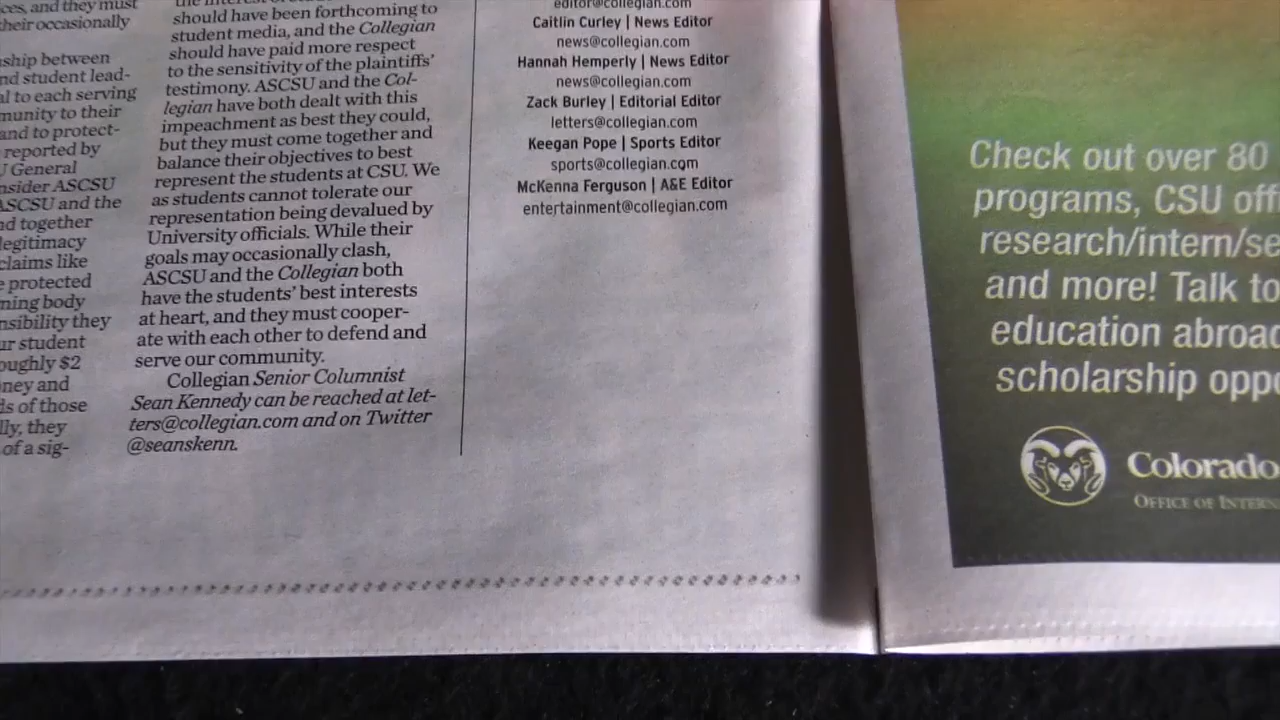 ces, and they must
their occasionally
ship between
nd student lead-
al to each serving
munity to their
and to protect-
reported by
U General
nsider ASCSU
ASCSU and the
nd together
legitimacy
claims like
e protected
ning body
nsibility they
ur student
oughly $2
ney and
ds of those
lly, they
of a sig-
should have been forthcoming to
student media, and the Collegian
should have paid more respect
to the sensitivity of the plaintiffs'
testimony. ASCSU and the Col-
legian have both dealt with this
impeachment as best they could,
but they must come together and
balance their objectives to best
represent the students at CSU. We
as students cannot tolerate our
representation being devalued by
University officials. While their
goals may occasionally clash,
ASCSU and the Collegian both
have the students' best interests
at heart, and they must cooper-
ate with each other to defend and
serve our community.
Collegian Senior Columnist
Sean Kennedy can be reached at let-
ters@collegian.com and on Twitter
@seanskenn.
editor@collegian.com
Caitlin Curley | News Editor
news@collegian.com
Hannah Hemperly | News Editor
news@collegian.com
Zack Burley | Editorial Editor
letters@collegian.com
Keegan Pope | Sports Editor
sports@collegian.com
McKenna Ferguson | A&E Editor
entertainment@collegian.com
Check out over 80
programs, CSU off
research/intern/se
and more! Talk to
education abroad
scholarship oppo
Colorado
OFFICE OF INTERN